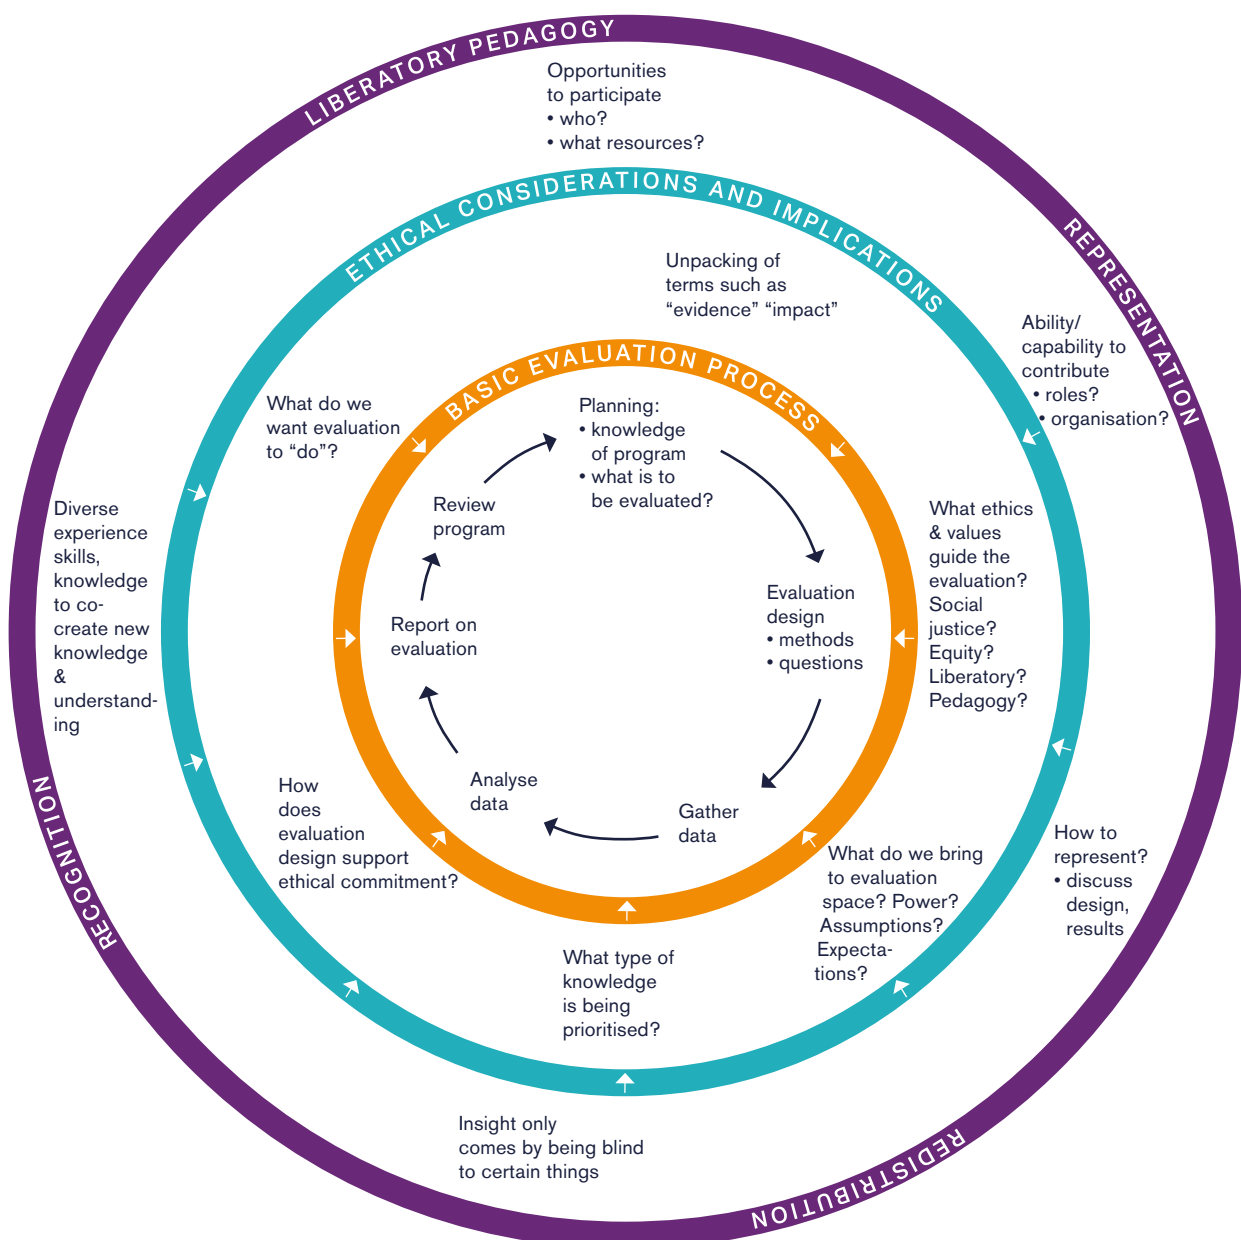 LIBERATORY PEDAGOGY
Opportunities
to participate
• who?
• what resources?
REPRESENTATION
Ability/
capability to
contribute
• roles?
• organisation?
How to
represent?
• discuss
design,
results
REDISTRIBUTION
Insight only
comes by being blind
to certain things
RECOGNITION
Diverse
experience
skills,
knowledge
to co-
create new
knowledge
&
understand-
ing
ETHICAL CONSIDERATIONS AND IMPLICATIONS
Unpacking of
terms such as
“evidence” “impact”
What ethics
& values
guide the
evaluation?
Social
justice?
Equity?
Liberatory?
Pedagogy?
What do we bring
to evaluation
space? Power?
Assumptions?
Expecta-
tions?
What type of
knowledge
is being
prioritised?
How
does
evaluation
design support
ethical commitment?
What do we
want evaluation
to “do”?
BASIC EVALUATION PROCESS
Planning:
• knowledge
of program
• what is to
be evaluated?
Evaluation
design
• methods
• questions
Gather
data
Analyse
data
Report on
evaluation
Review
program